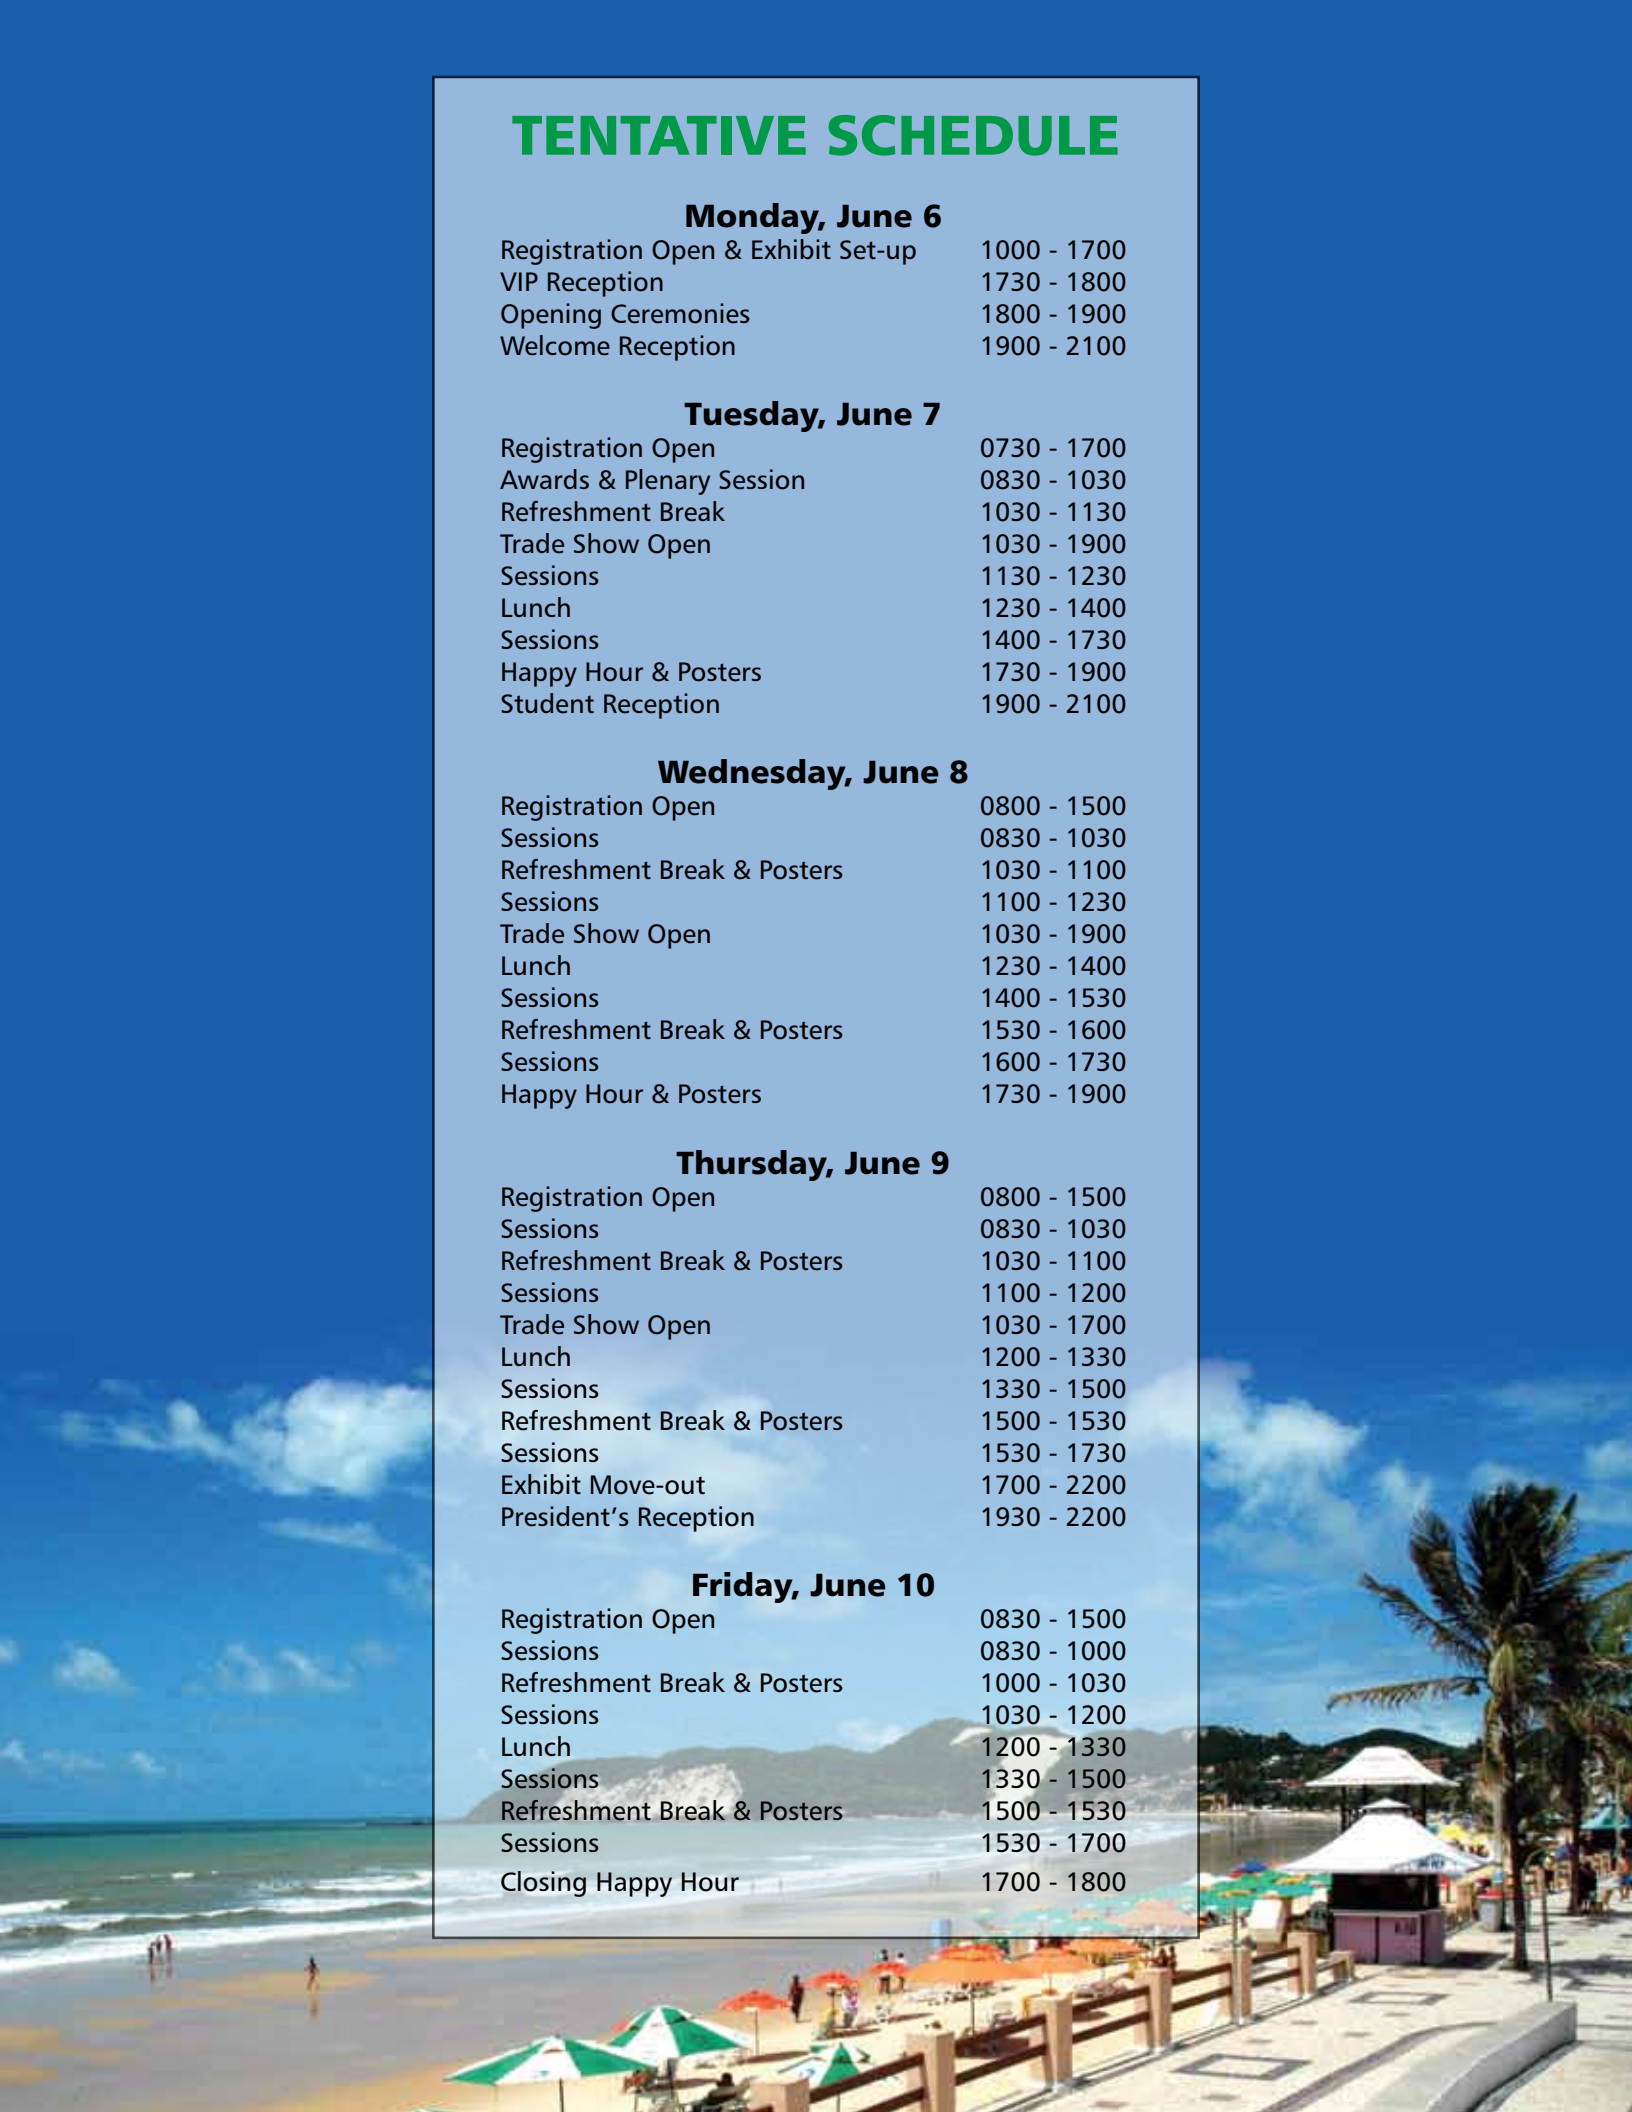 TENTATIVE SCHEDULE
Monday, June 6
Registration Open & Exhibit Set-up 1000 - 1700
VIP Reception 1730 - 1800
Opening Ceremonies 1800 - 1900
Welcome Reception 1900 - 2100
Tuesday, June 7
Registration Open 0730 - 1700
Awards & Plenary Session 0830 - 1030
Refreshment Break 1030 - 1130
Trade Show Open 1030 - 1900
Sessions 1130 - 1230
Lunch 1230 - 1400
Sessions 1400 - 1730
Happy Hour & Posters 1730 - 1900
Student Reception 1900 - 2100
Wednesday, June 8
Registration Open 0800 - 1500
Sessions 0830 - 1030
Refreshment Break & Posters 1030 - 1100
Sessions 1100 - 1230
Trade Show Open 1030 - 1900
Lunch 1230 - 1400
Sessions 1400 - 1530
Refreshment Break & Posters 1530 - 1600
Sessions 1600 - 1730
Happy Hour & Posters 1730 - 1900
Thursday, June 9
Registration Open 0800 - 1500
Sessions 0830 - 1030
Refreshment Break & Posters 1030 - 1100
Sessions 1100 - 1200
Trade Show Open 1030 - 1700
Lunch 1200 - 1330
Sessions 1330 - 1500
Refreshment Break & Posters 1500 - 1530
Sessions 1530 - 1730
Exhibit Move-out 1700 - 2200
President’s Reception 1930 - 2200
Friday, June 10
Registration Open 0830 - 1500
Sessions 0830 - 1000
Refreshment Break & Posters 1000 - 1030
Sessions 1030 - 1200
Lunch 1200 - 1330
Sessions 1330 - 1500
Refreshment Break & Posters 1500 - 1530
Sessions 1530 - 1700
Closing Happy Hour 1700 - 1800